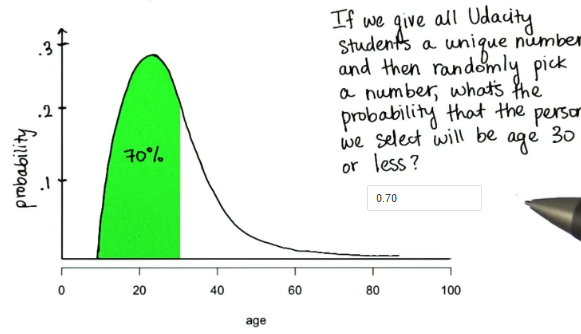 If we give all Udacity
students a unique number
and then randomly pick
a number, what's the
probability that the person
we select will be age 30
or less?
0.70
.3
.2
.1
probability
70%
0
20
40
60
80
100
age